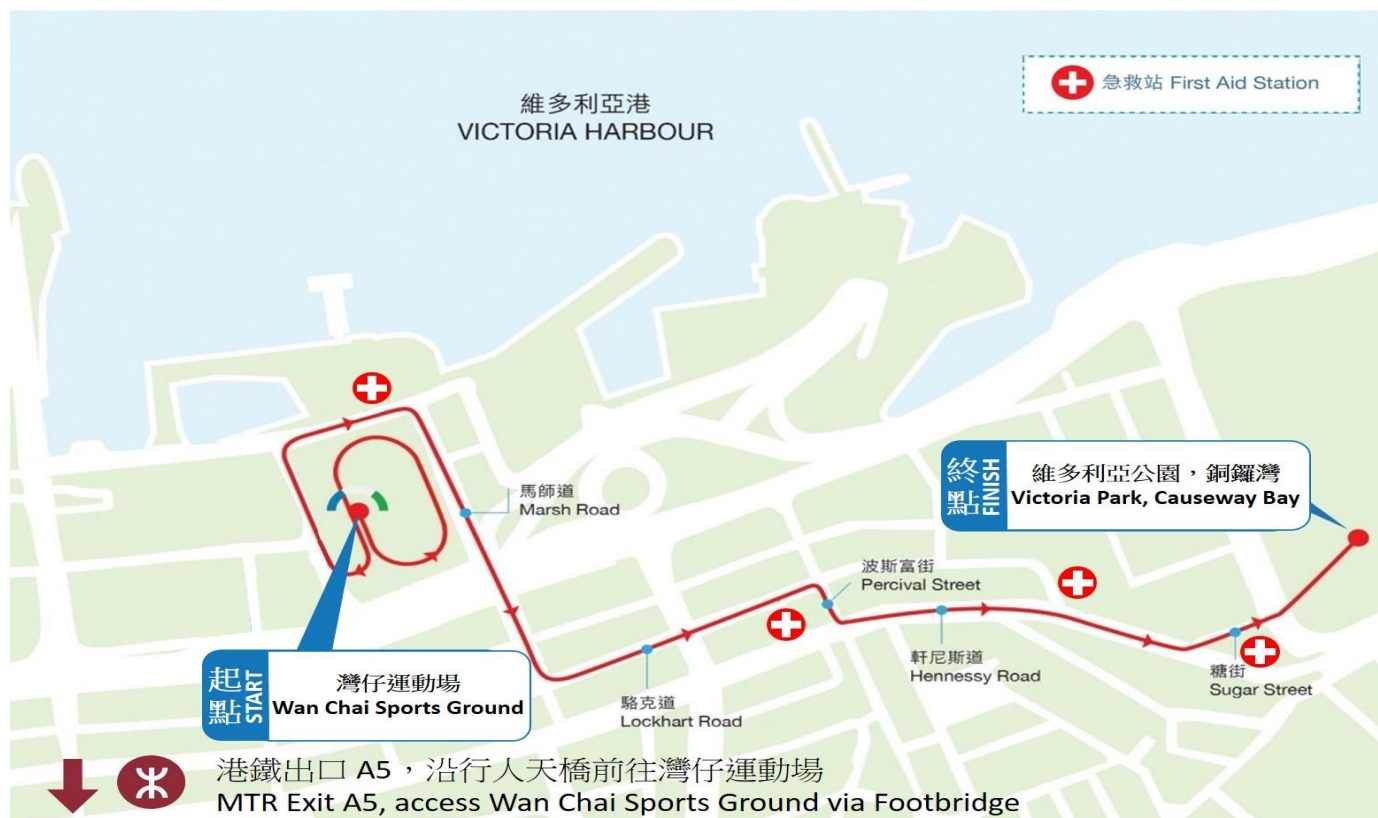 急救站 First Aid Station
維多利亞港
VICTORIA HARBOUR
終點 FINISH
維多利亞公園,銅鑼灣
Victoria Park, Causeway Bay
馬師道
Marsh Road
波斯富街
Percival Street
軒尼斯道
Hennessy Road
糖街
Sugar Street
起點 START
灣仔運動場
Wan Chai Sports Ground
駱克道
Lockhart Road
港鐵出口 A5,沿行人天橋前往灣仔運動場
MTR Exit A5, access Wan Chai Sports Ground via Footbridge